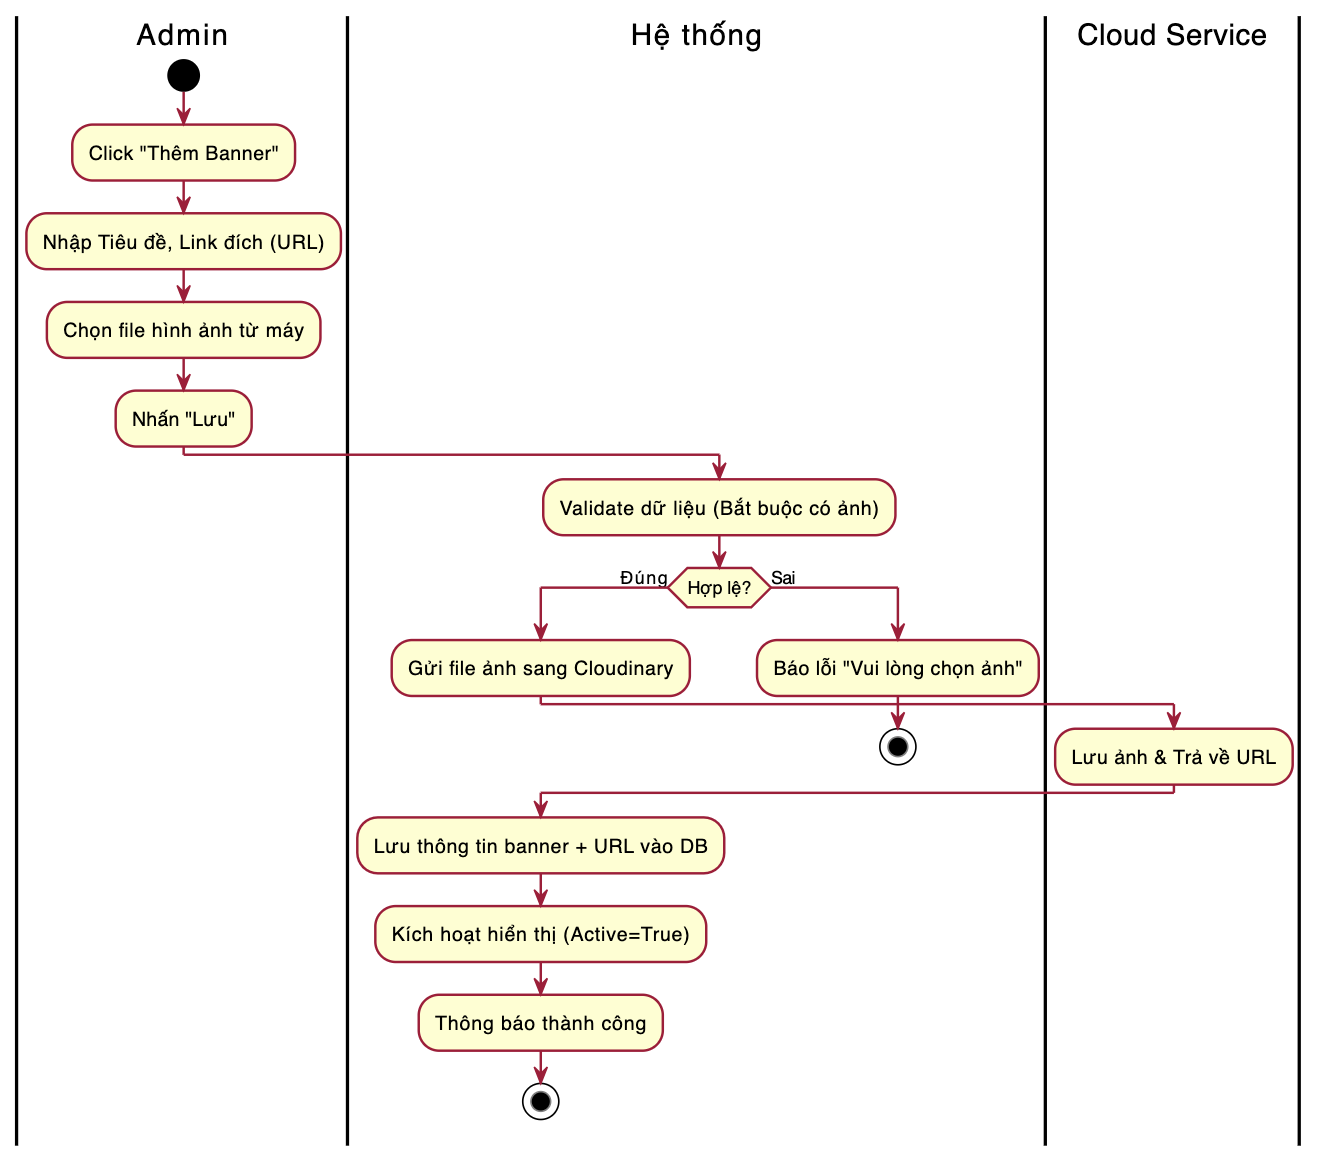 Admin
Hệ thống
Cloud Service
Click "Thêm Banner"
Nhập Tiêu đề, Link đích (URL)
Chọn file hình ảnh từ máy
Nhấn "Lưu"
Validate dữ liệu (Bắt buộc có ảnh)
Đúng
Hợp lệ?
Sai
Gửi file ảnh sang Cloudinary
Báo lỗi "Vui lòng chọn ảnh"
Lưu ảnh & Trả về URL
Lưu thông tin banner + URL vào DB
Kích hoạt hiển thị (Active=True)
Thông báo thành công